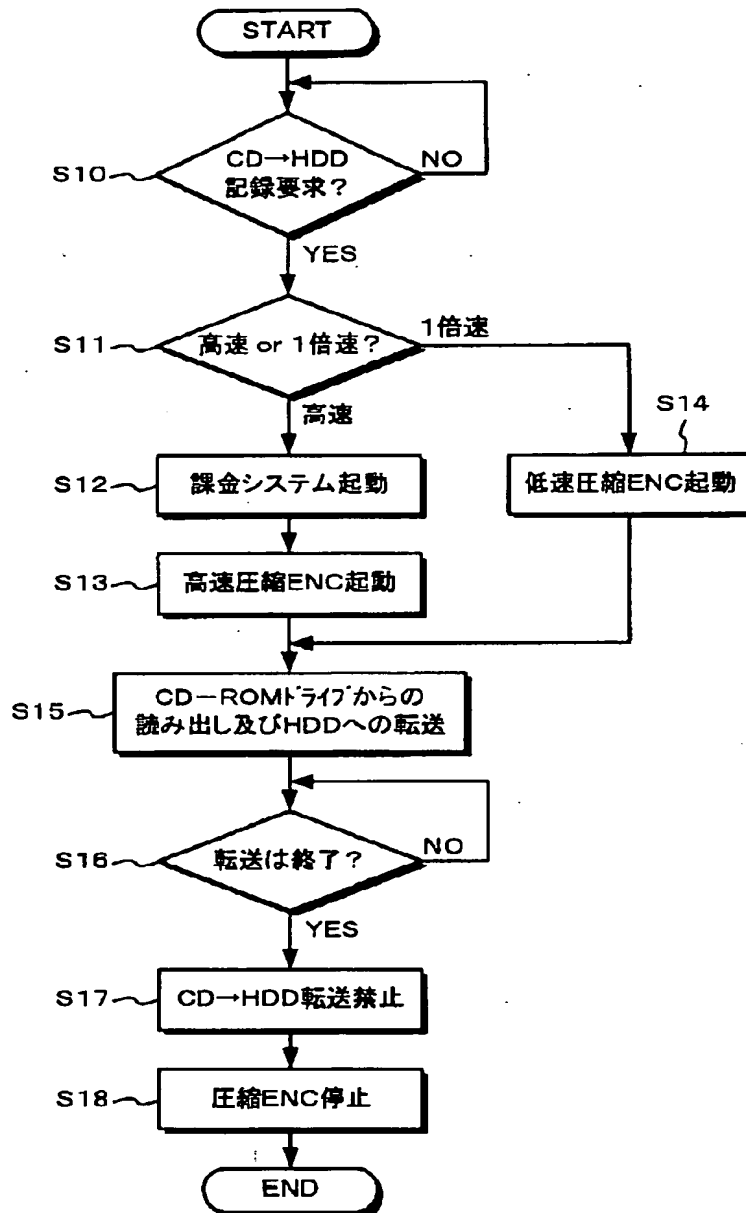 START
S10
CD→HDD
記録要求?
NO
YES
S11
高速 or 1倍速?
1倍速
高速
S14
S12
課金システム起動
低速圧縮ENC起動
S13
高速圧縮ENC起動
S15
CD-ROMドライブからの
読み出し及びHDDへの転送
S16
転送は終了?
NO
YES
S17
CD→HDD転送禁止
S18
圧縮ENC停止
END